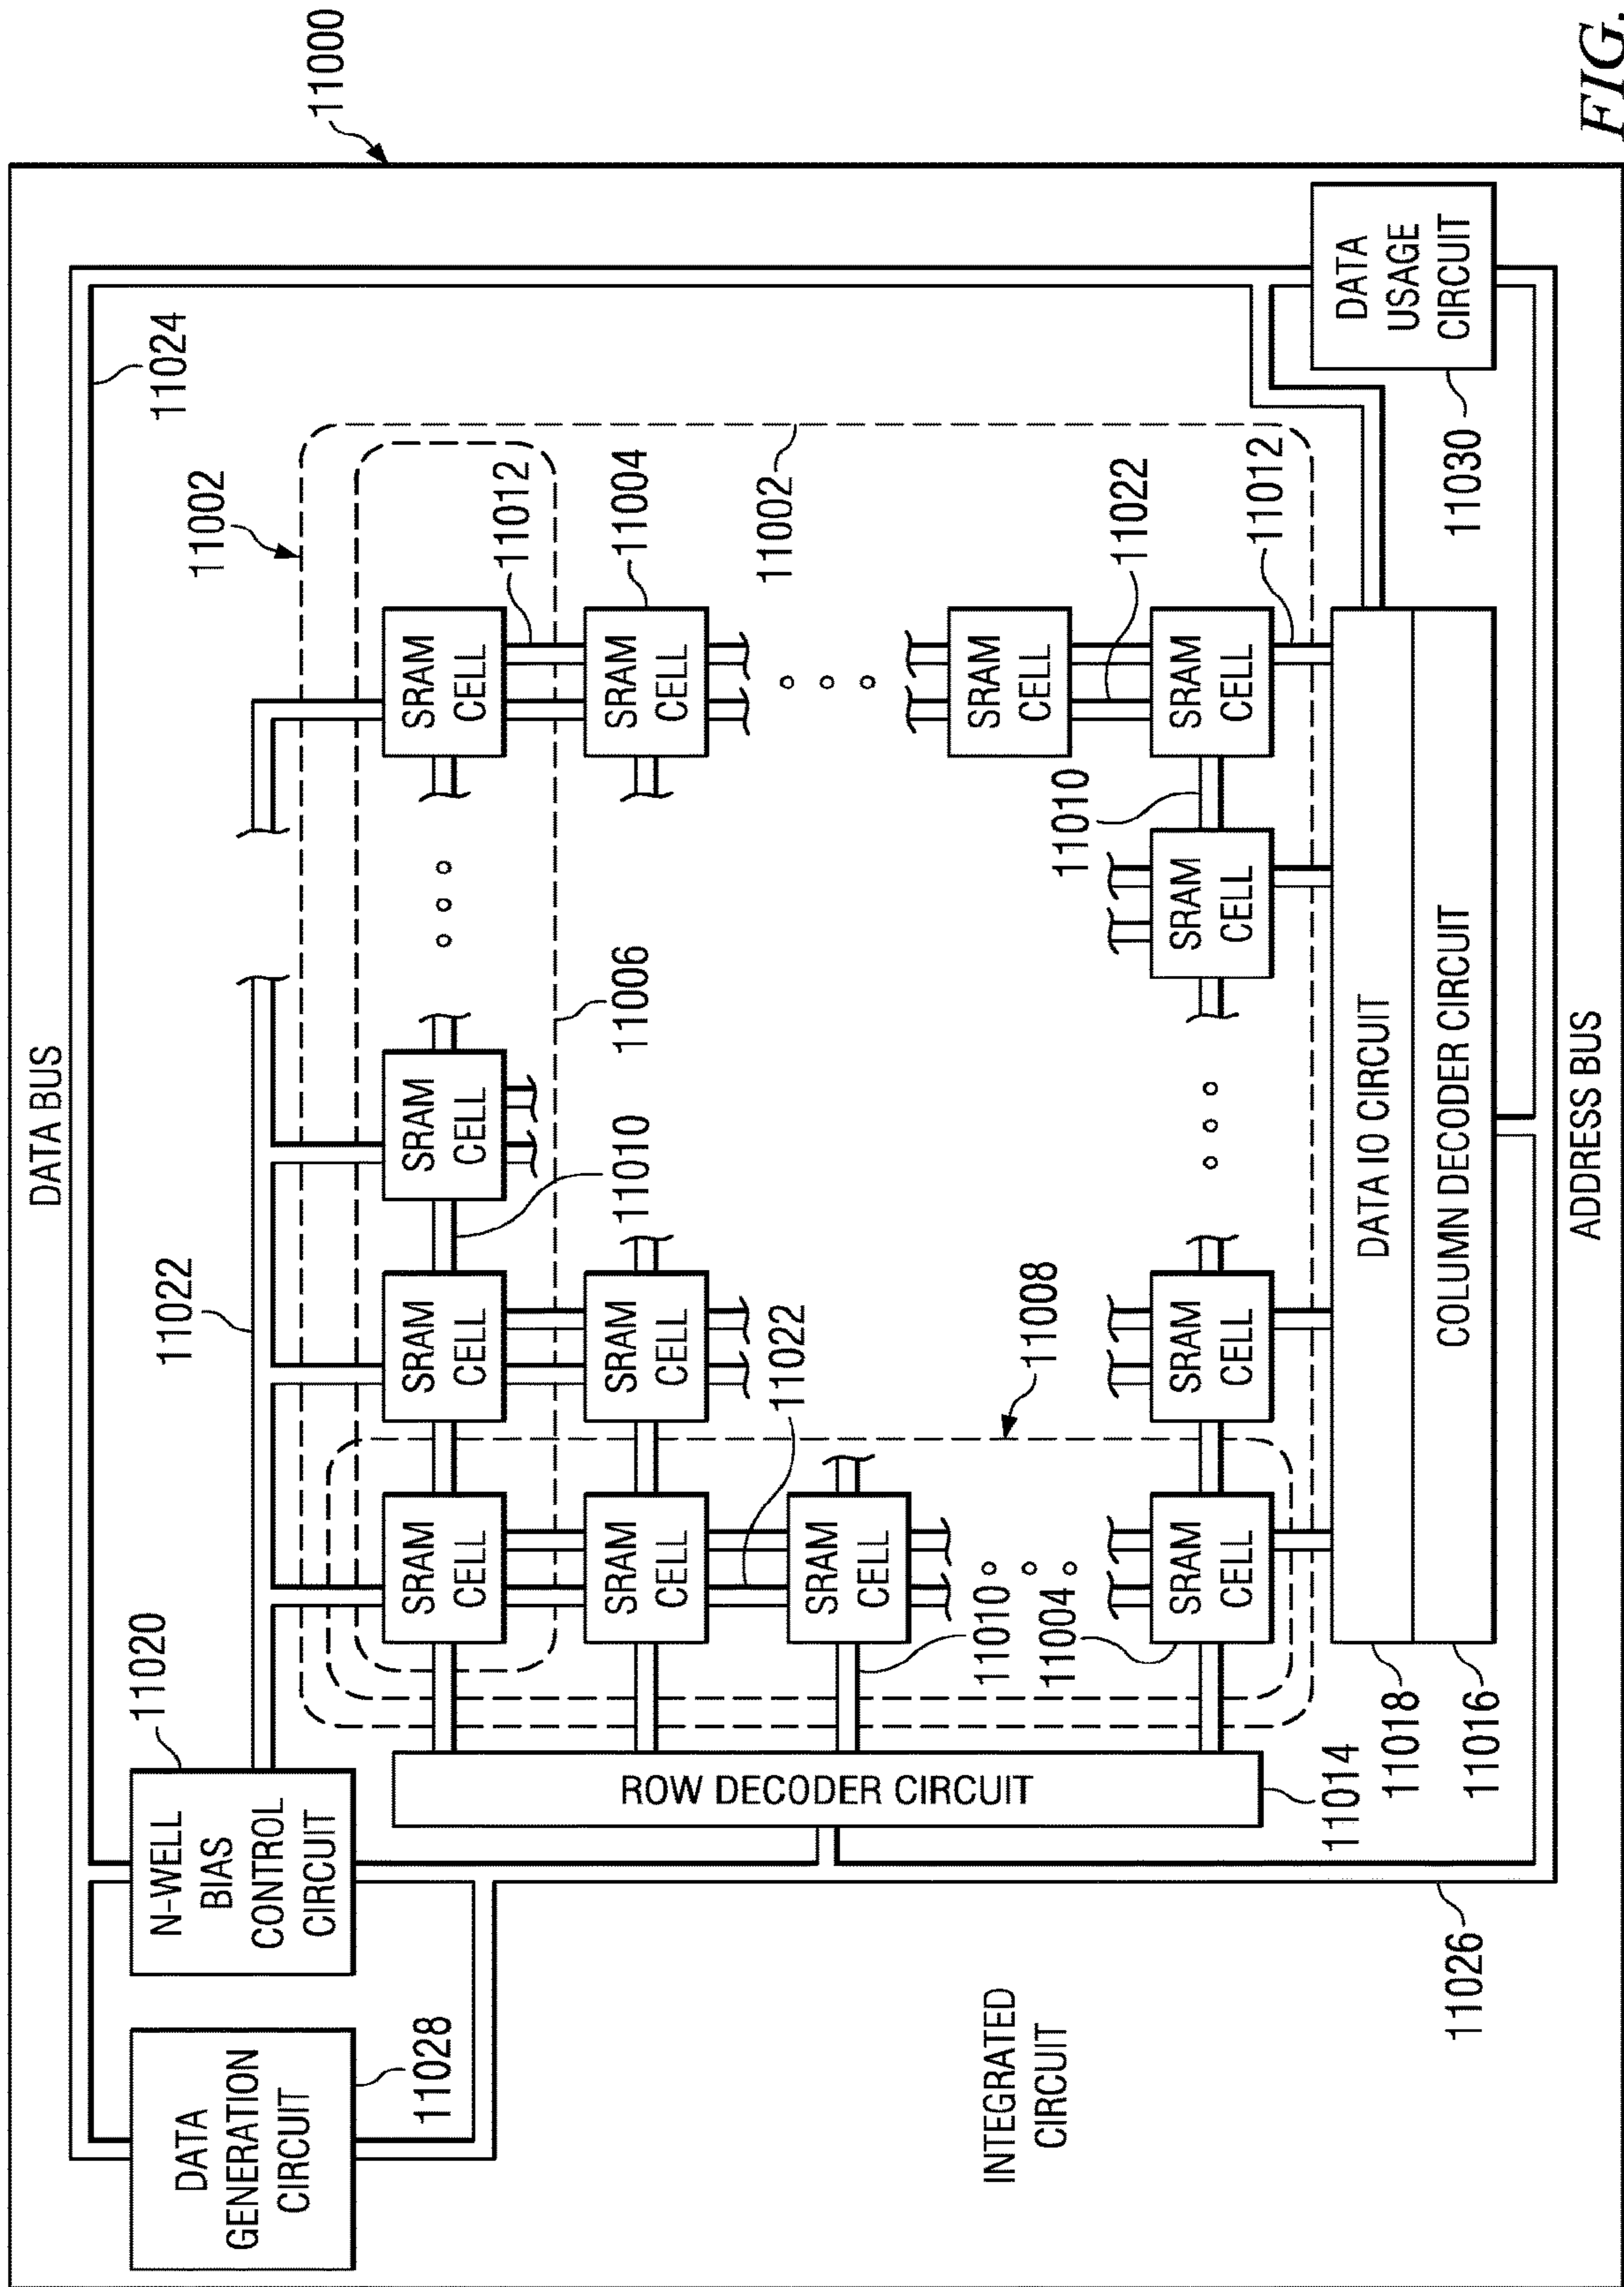 FIG.
11000
DATA BUS
11024
11022
11002
11020
N-WELL
BIAS
CONTROL
CIRCUIT
DATA
GENERATION
CIRCUIT
11028
SRAM
CELL
SRAM
CELL
SRAM
CELL
SRAM
CELL
11012
11010
11006
11004
SRAM
CELL
SRAM
CELL
SRAM
CELL
11010
11022
11002
SRAM
CELL
ROW DECODER CIRCUIT
11014
11010
11004
11008
SRAM
CELL
11022
11010
11012
SRAM
CELL
SRAM
CELL
SRAM
CELL
SRAM
CELL
DATA IO CIRCUIT
COLUMN DECODER CIRCUIT
11018
11016
DATA
USAGE
CIRCUIT
11030
INTEGRATED
CIRCUIT
11026
ADDRESS BUS